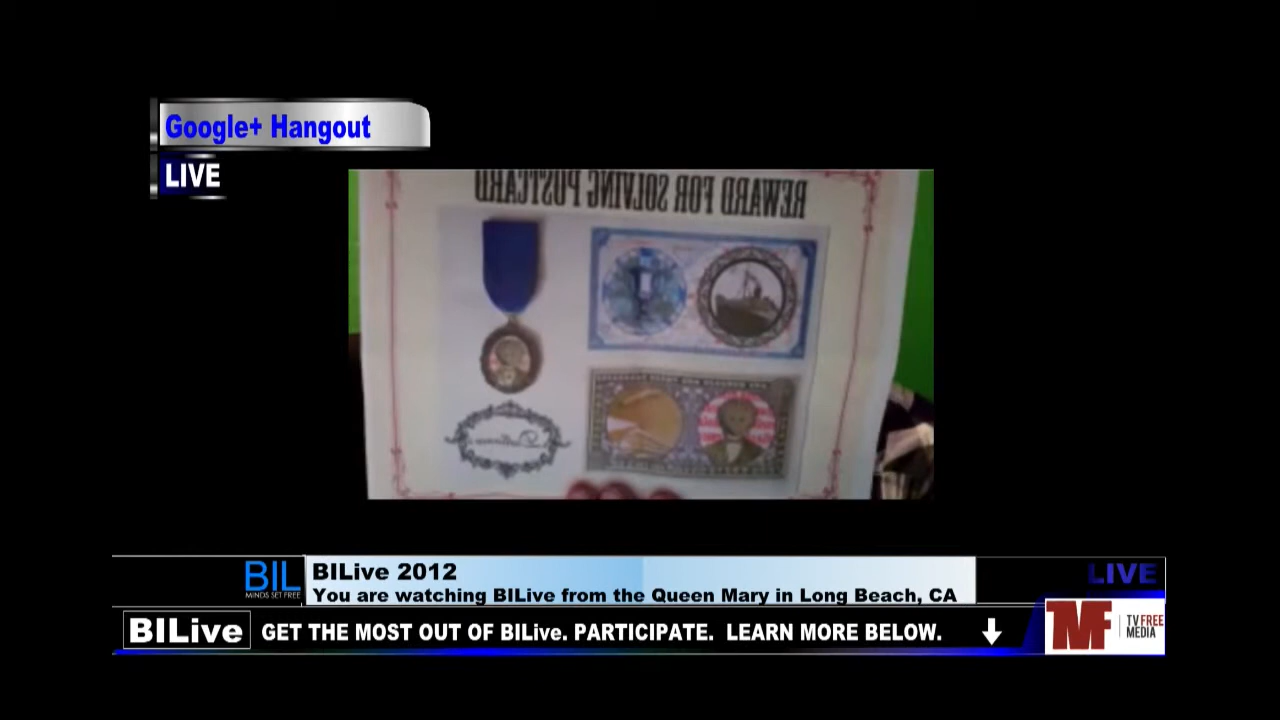 Google+ Hangout
LIVE
REWARD FOR SOLVING POSTCARD
BIL
MINDS SET FREE
BILive 2012
You are watching BILive from the Queen Mary in Long Beach, CA
LIVE
BILive
GET THE MOST OUT OF BILive. PARTICIPATE. LEARN MORE BELOW.
TMF
TV FREE
MEDIA